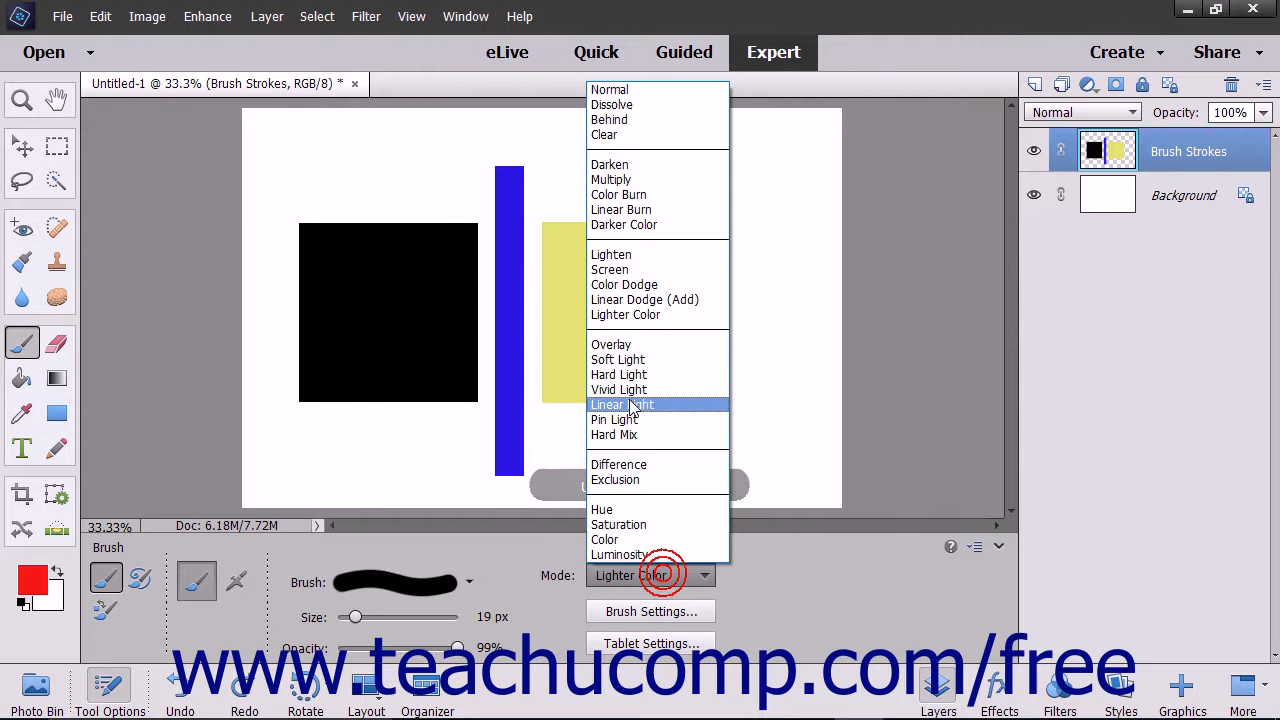 File Edit Image Enhance Layer Select Filter View Window Help
Open eLive Quick Guided Expert Create Share
Untitled-1 @ 33.3% (Brush Strokes, RGB/8) *
Normal Opacity: 100%
Brush Strokes
Background
Normal
Dissolve
Behind
Clear
Darken
Multiply
Color Burn
Linear Burn
Darker Color
Lighten
Screen
Color Dodge
Linear Dodge (Add)
Lighter Color
Overlay
Soft Light
Hard Light
Vivid Light
Linear Light
Pin Light
Hard Mix
Difference
Exclusion
Hue
Saturation
Color
Luminosity
33.33% Doc: 6.18M/7.72M
Brush
Brush: Mode: Lighter Color
Size: 19 px Brush Settings...
Opacity: 99% Tablet Settings...
www.teachucomp.com/free
Photo Bin Tool Options Undo Redo Rotate Layout Organizer Layers Effects Filters Styles Graphics More